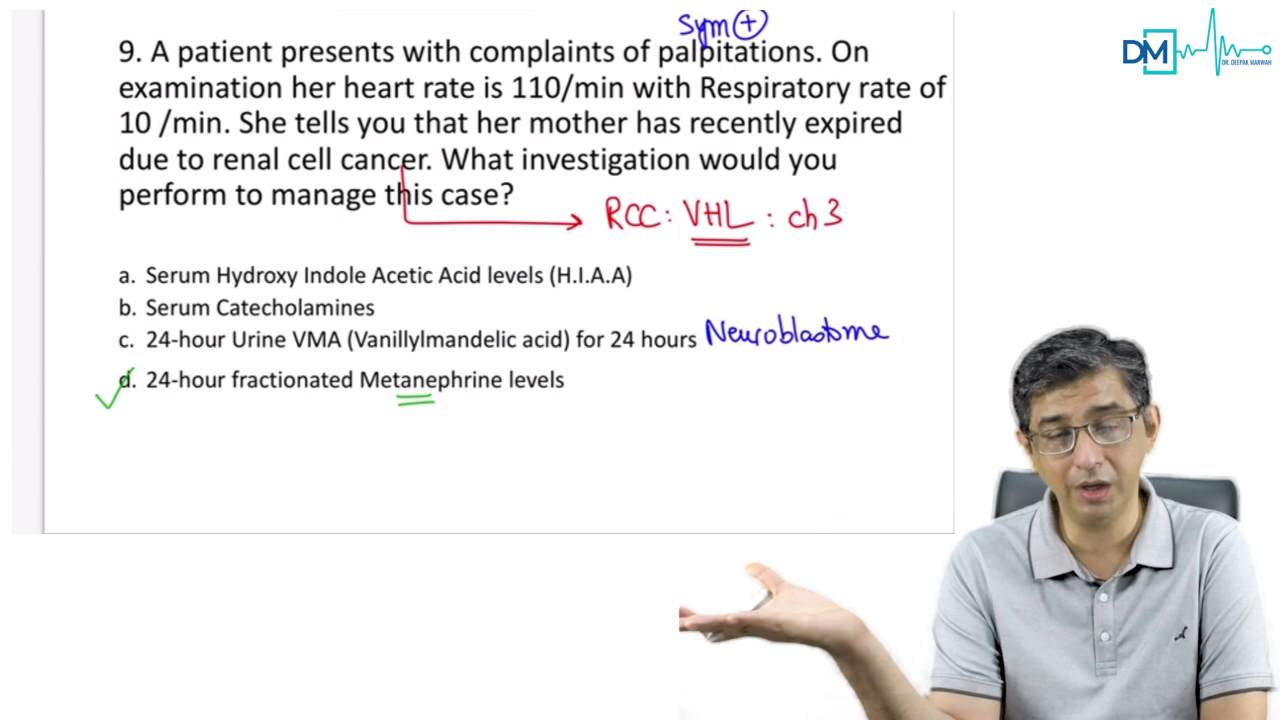 sym +
9. A patient presents with complaints of palpitations. On
examination her heart rate is 110/min with Respiratory rate of
10 /min. She tells you that her mother has recently expired
due to renal cell cancer. What investigation would you
perform to manage this case?
RCC: VHL : ch 3
a. Serum Hydroxy Indole Acetic Acid levels (H.I.A.A)
b. Serum Catecholamines
c. 24-hour Urine VMA (Vanillylmandelic acid) for 24 hours Neuroblastome
d. 24-hour fractionated Metanephrine levels
DM
DR. DEEPAK MARWAH